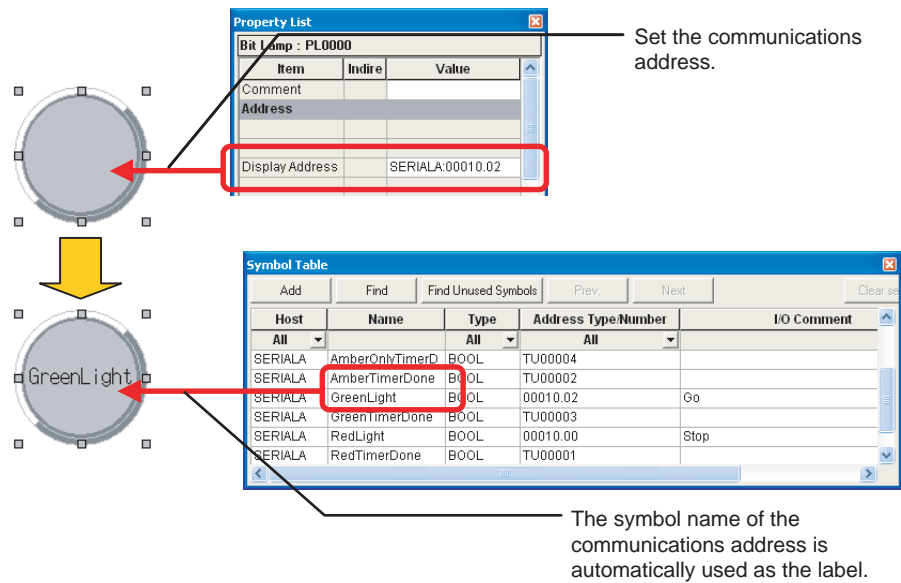 Property List
Bit Lamp : PL0000
Item Indire Value
Comment
Address
Display Address SERIALA:00010.02
Set the communications
address.
GreenLight
Symbol Table
Add Find Find Unused Symbols Prev. Next Clear se
Host Name Type Address Type/Number I/O Comment
All All All
SERIALA AmberOnlyTimerD BOOL TU00004
SERIALA AmberTimerDone BOOL TU00002
SERIALA GreenLight BOOL 00010.02 Go
SERIALA GreenTimerDone BOOL TU00003
SERIALA RedLight BOOL 00010.00 Stop
SERIALA RedTimerDone BOOL TU00001
The symbol name of the
communications address is
automatically used as the label.